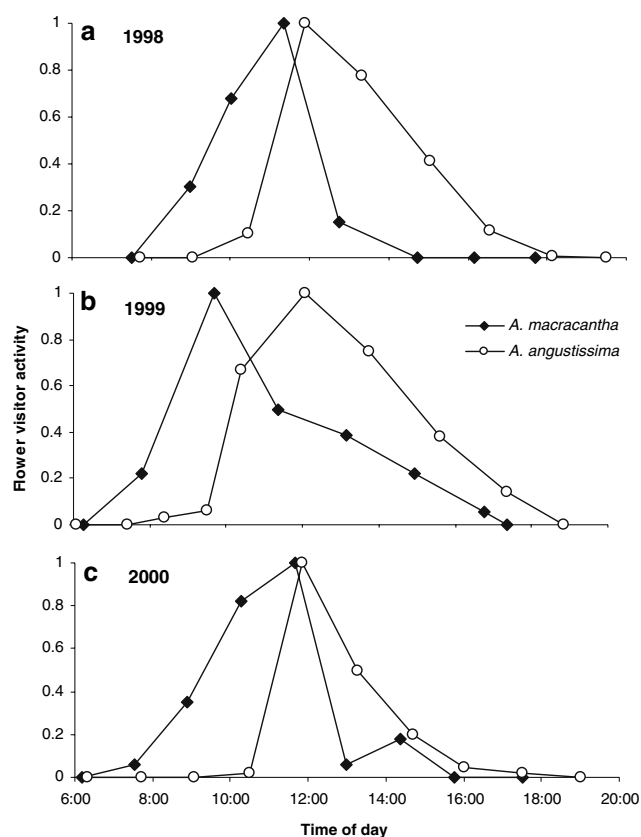 a 1998
1
0.8
0.6
0.4
0.2
0
b 1999
1
0.8
0.6
0.4
0.2
0
A. macracantha
A. angustissima
Flower visitor activity
c 2000
1
0.8
0.6
0.4
0.2
0
6:00 8:00 10:00 12:00 14:00 16:00 18:00 20:00
Time of day